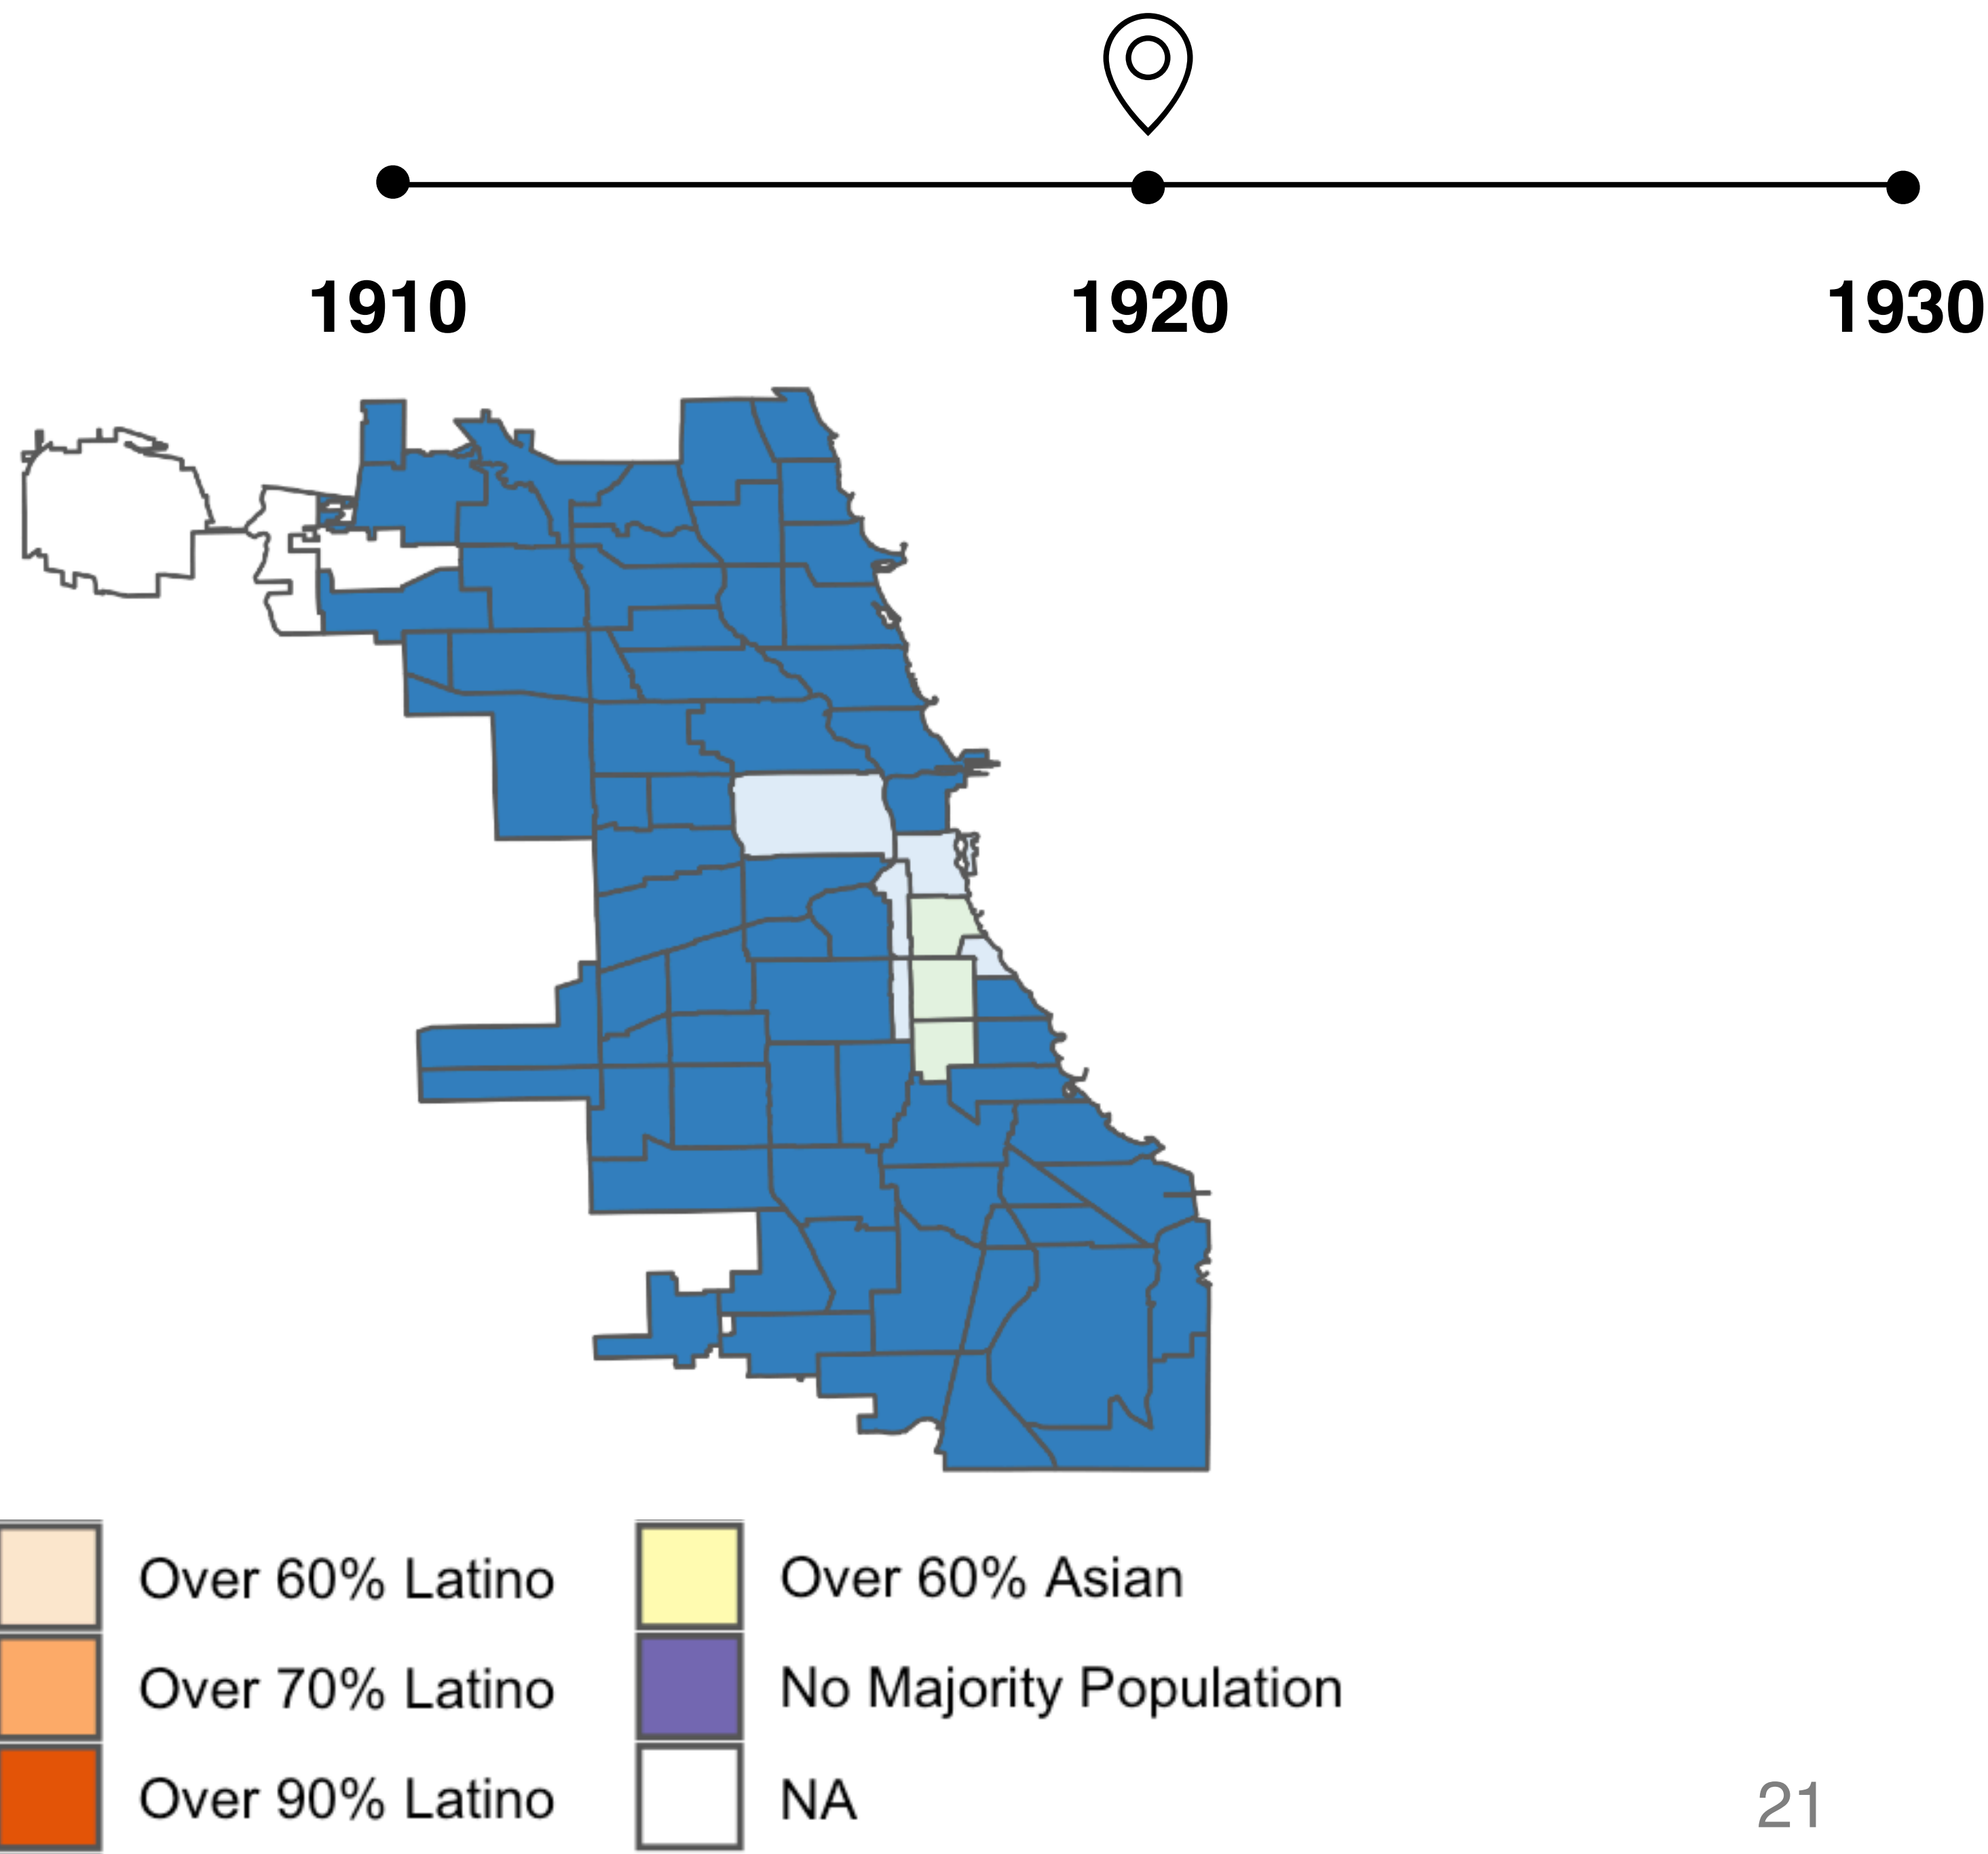 1910
1920
1930
Over 60% Latino
Over 70% Latino
Over 90% Latino
Over 60% Asian
No Majority Population
NA
21